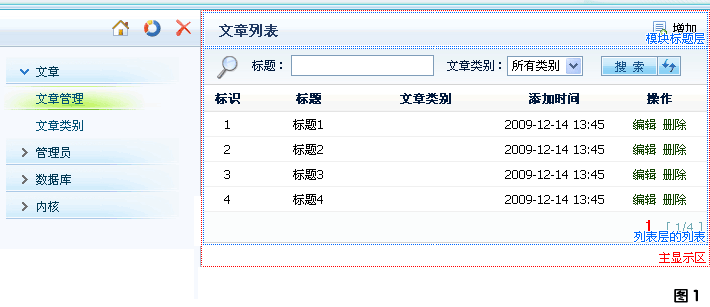 文章列表
增加
模块标题层
文章
文章管理
文章类别
管理员
数据库
内核
标题：
文章类别：
所有类别
搜 索
标识 标题 文章类别 添加时间 操作
1 标题1 2009-12-14 13:45 编辑 删除
2 标题2 2009-12-14 13:45 编辑 删除
3 标题3 2009-12-14 13:45 编辑 删除
4 标题4 2009-12-14 13:45 编辑 删除
1 [ 1/4 ]
列表层的列表
主显示区
图 1